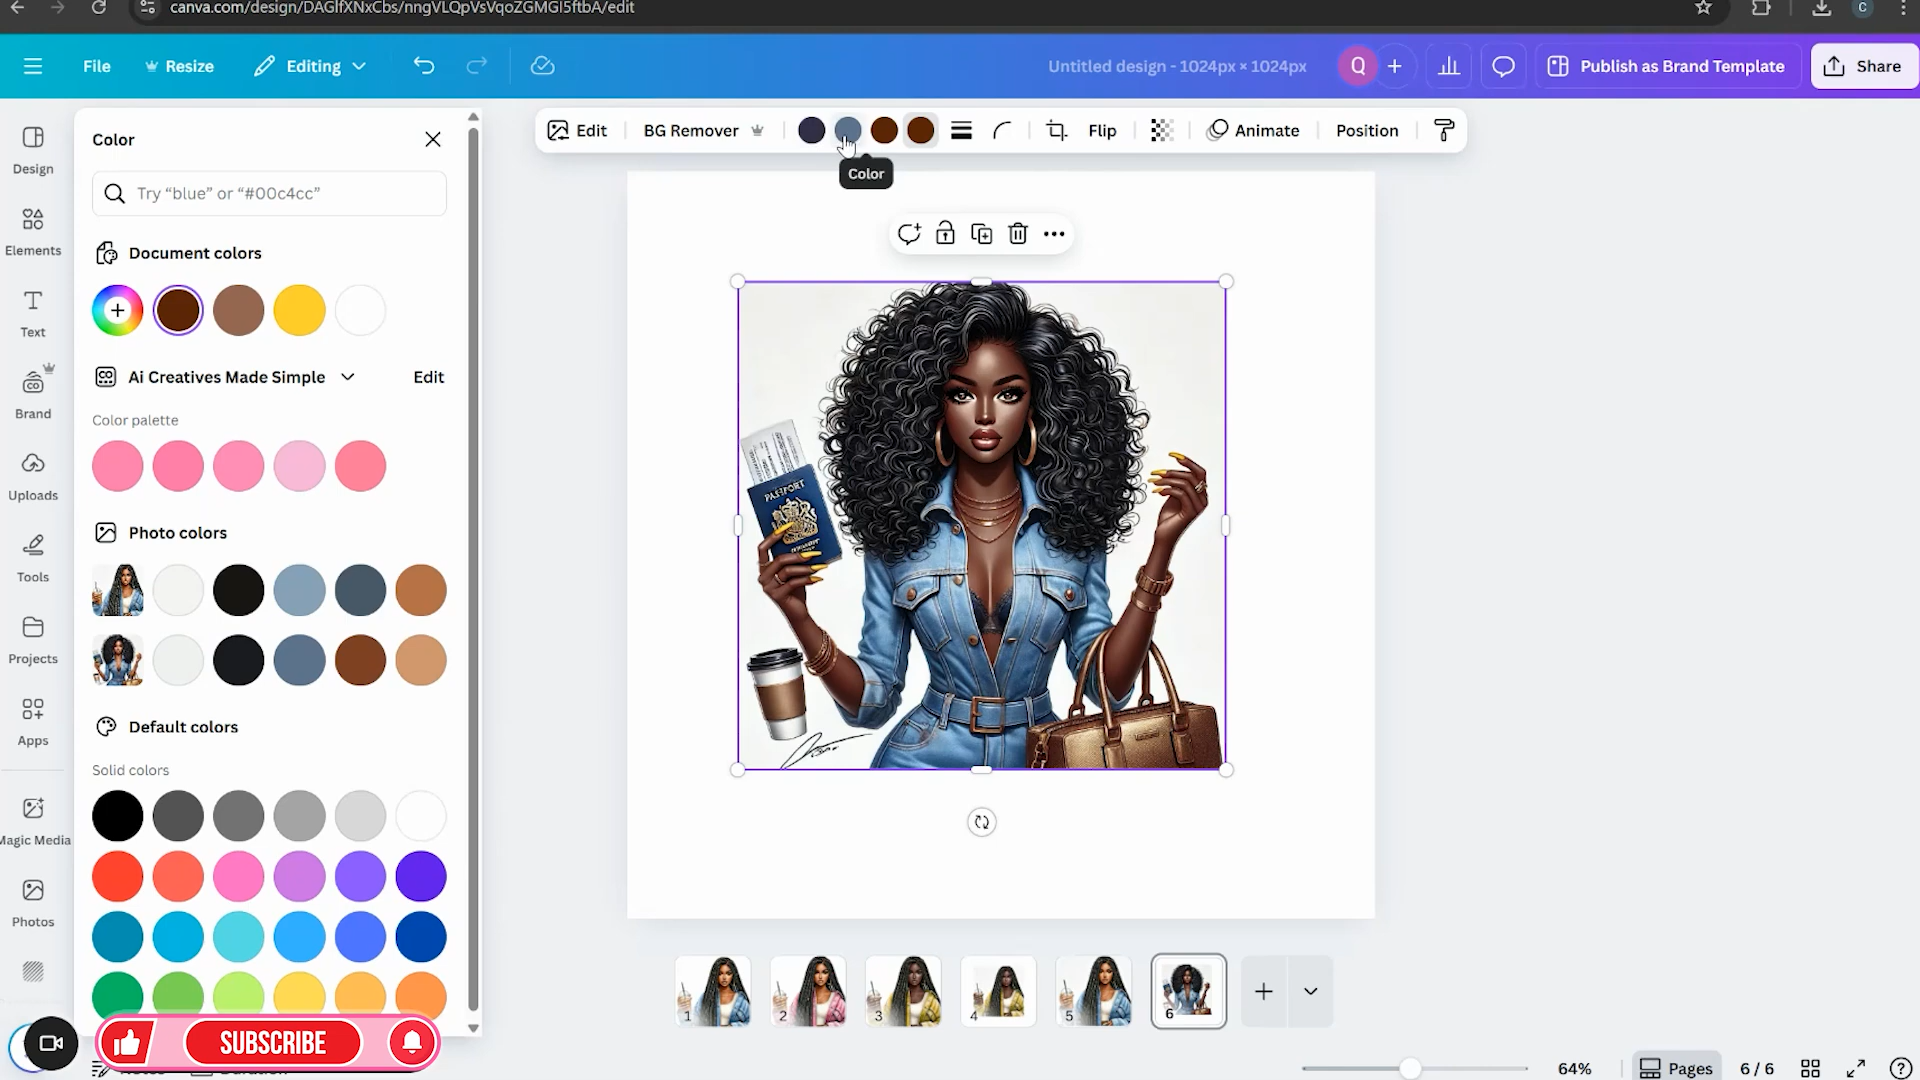 canva.com/design/DAGlfXNxCbs/nngVLQpVsVqoZGMGI5ftbA/edit
C
File
Resize
Editing
Untitled design - 1024px × 1024px
Q
Publish as Brand Template
Share
Design
Elements
Text
Brand
Uploads
Tools
Projects
Apps
Magic Media
Photos
Color
Try “blue” or “#00c4cc”
Document colors
Ai Creatives Made Simple
Edit
Color palette
Photo colors
Default colors
Solid colors
Edit
BG Remover
Flip
Animate
Position
Color
PASSPORT
1
2
3
4
5
6
SUBSCRIBE
64%
Pages
6 / 6